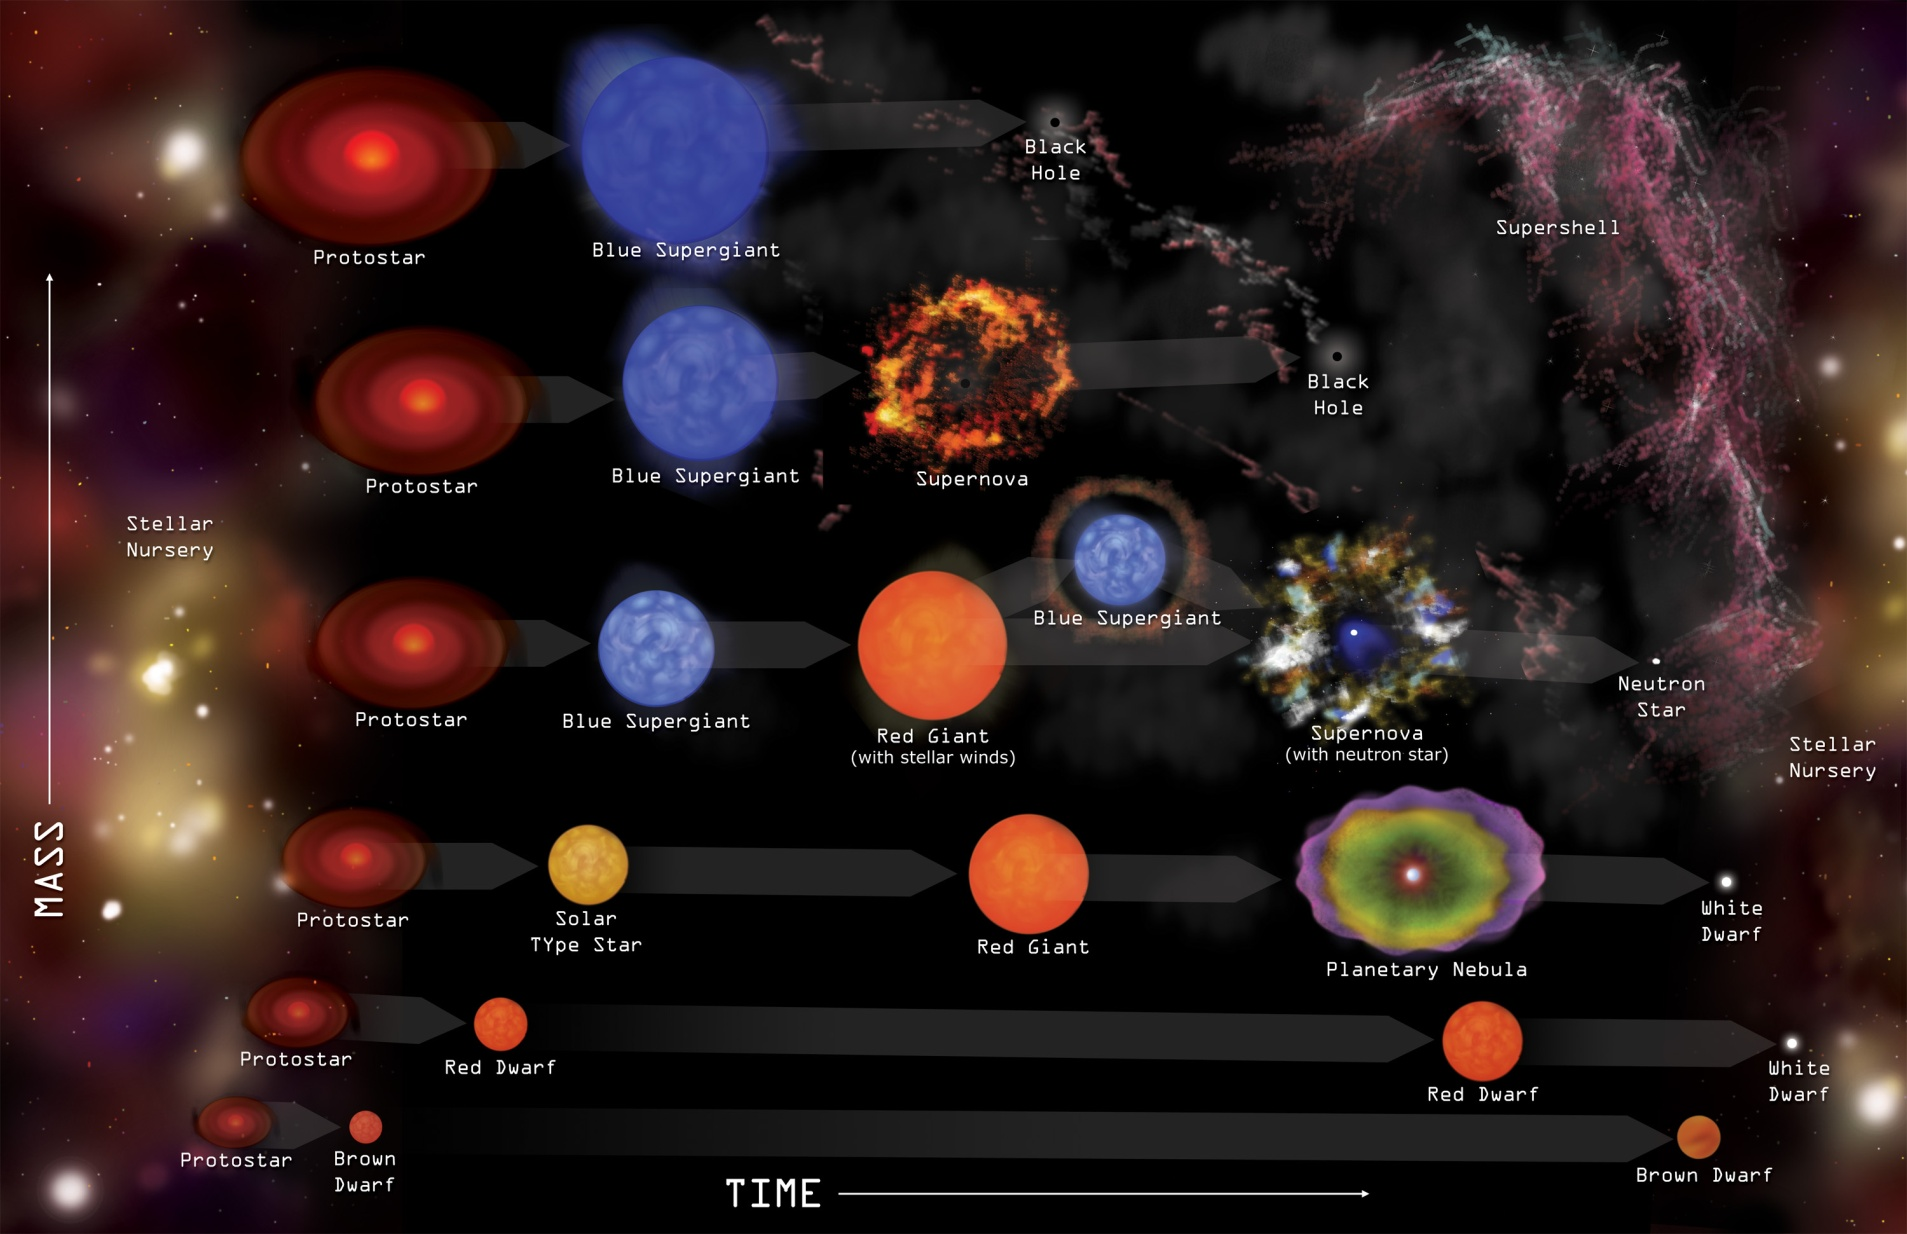 Protostar
Blue Supergiant
Black
Hole
Supershell
Protostar
Blue Supergiant
Supernova
Black
Hole
Stellar
Nursery
Protostar
Blue Supergiant
Red Giant
(with stellar winds)
Blue Supergiant
Supernova
(with neutron star)
Neutron
Star
Stellar
Nursery
MASS
Protostar
Solar
TYpe Star
Red Giant
Planetary Nebula
White
Dwarf
Protostar
Red Dwarf
Red Dwarf
White
Dwarf
Protostar
Brown
Dwarf
Brown Dwarf
TIME